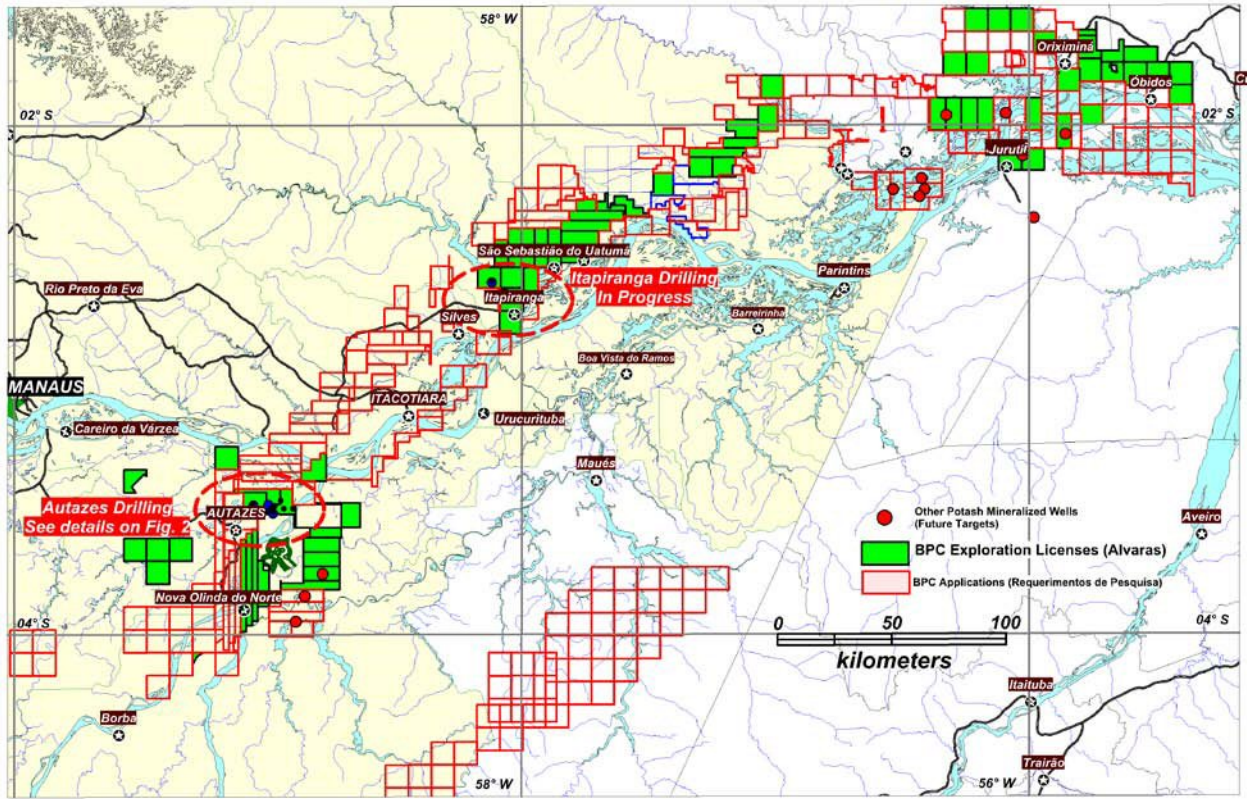 58° W
Oriximiná
Óbidos
02° S
02° S
Jurutií
São Sebastião do Uatumã
Itapiranga Drilling
In Progress
Parintins
Rio Preto da Eva
Itapiranga
Silves
Barreirinha
Boa Vista do Ramos
MANAUS
ITACOTIARA
Urucurituba
Careiro da Várzea
Maués
Autazes Drilling
See details on Fig. 2
AUTAZES
Other Potash Mineralized Wells
(Future Targets)
Aveiro
BPC Exploration Licenses (Alvaras)
BPC Applications (Requerimentos de Pesquisa)
Nova Olinda do Norte
04° S
04° S
0 50 100
kilometers
Itaituba
Borba
Trairão
58° W
56° W